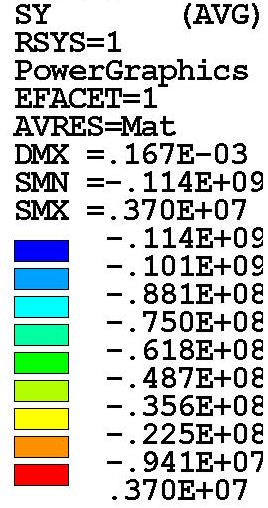 SY (AVG)
RSYS=1
PowerGraphics
EFACET=1
AVRES=Mat
DMX =.167E-03
SMN =-.114E+09
SMX =.370E+07
-.114E+09
-.101E+09
-.881E+08
-.750E+08
-.618E+08
-.487E+08
-.356E+08
-.225E+08
-.941E+07
.370E+07